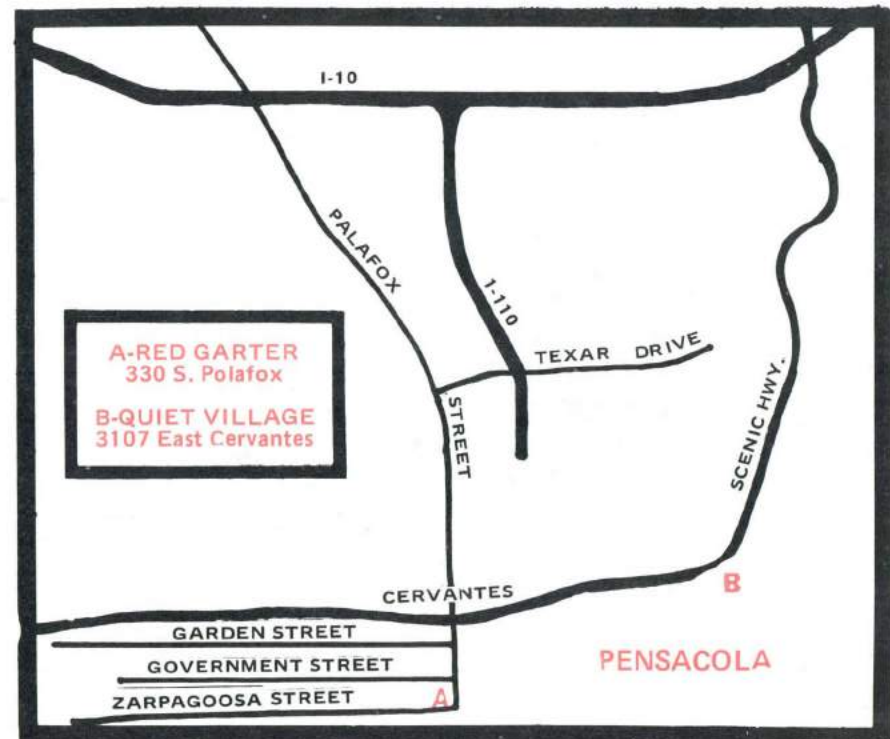 I-10
PALAFOX
I-110
TEXAR DRIVE
STREET
SCENIC HWY.
A-RED GARTER
330 S. Polafox
B-QUIET VILLAGE
3107 East Cervantes
CERVANTES
B
GARDEN STREET
GOVERNMENT STREET
PENSACOLA
ZARPAGOOSA STREET
A